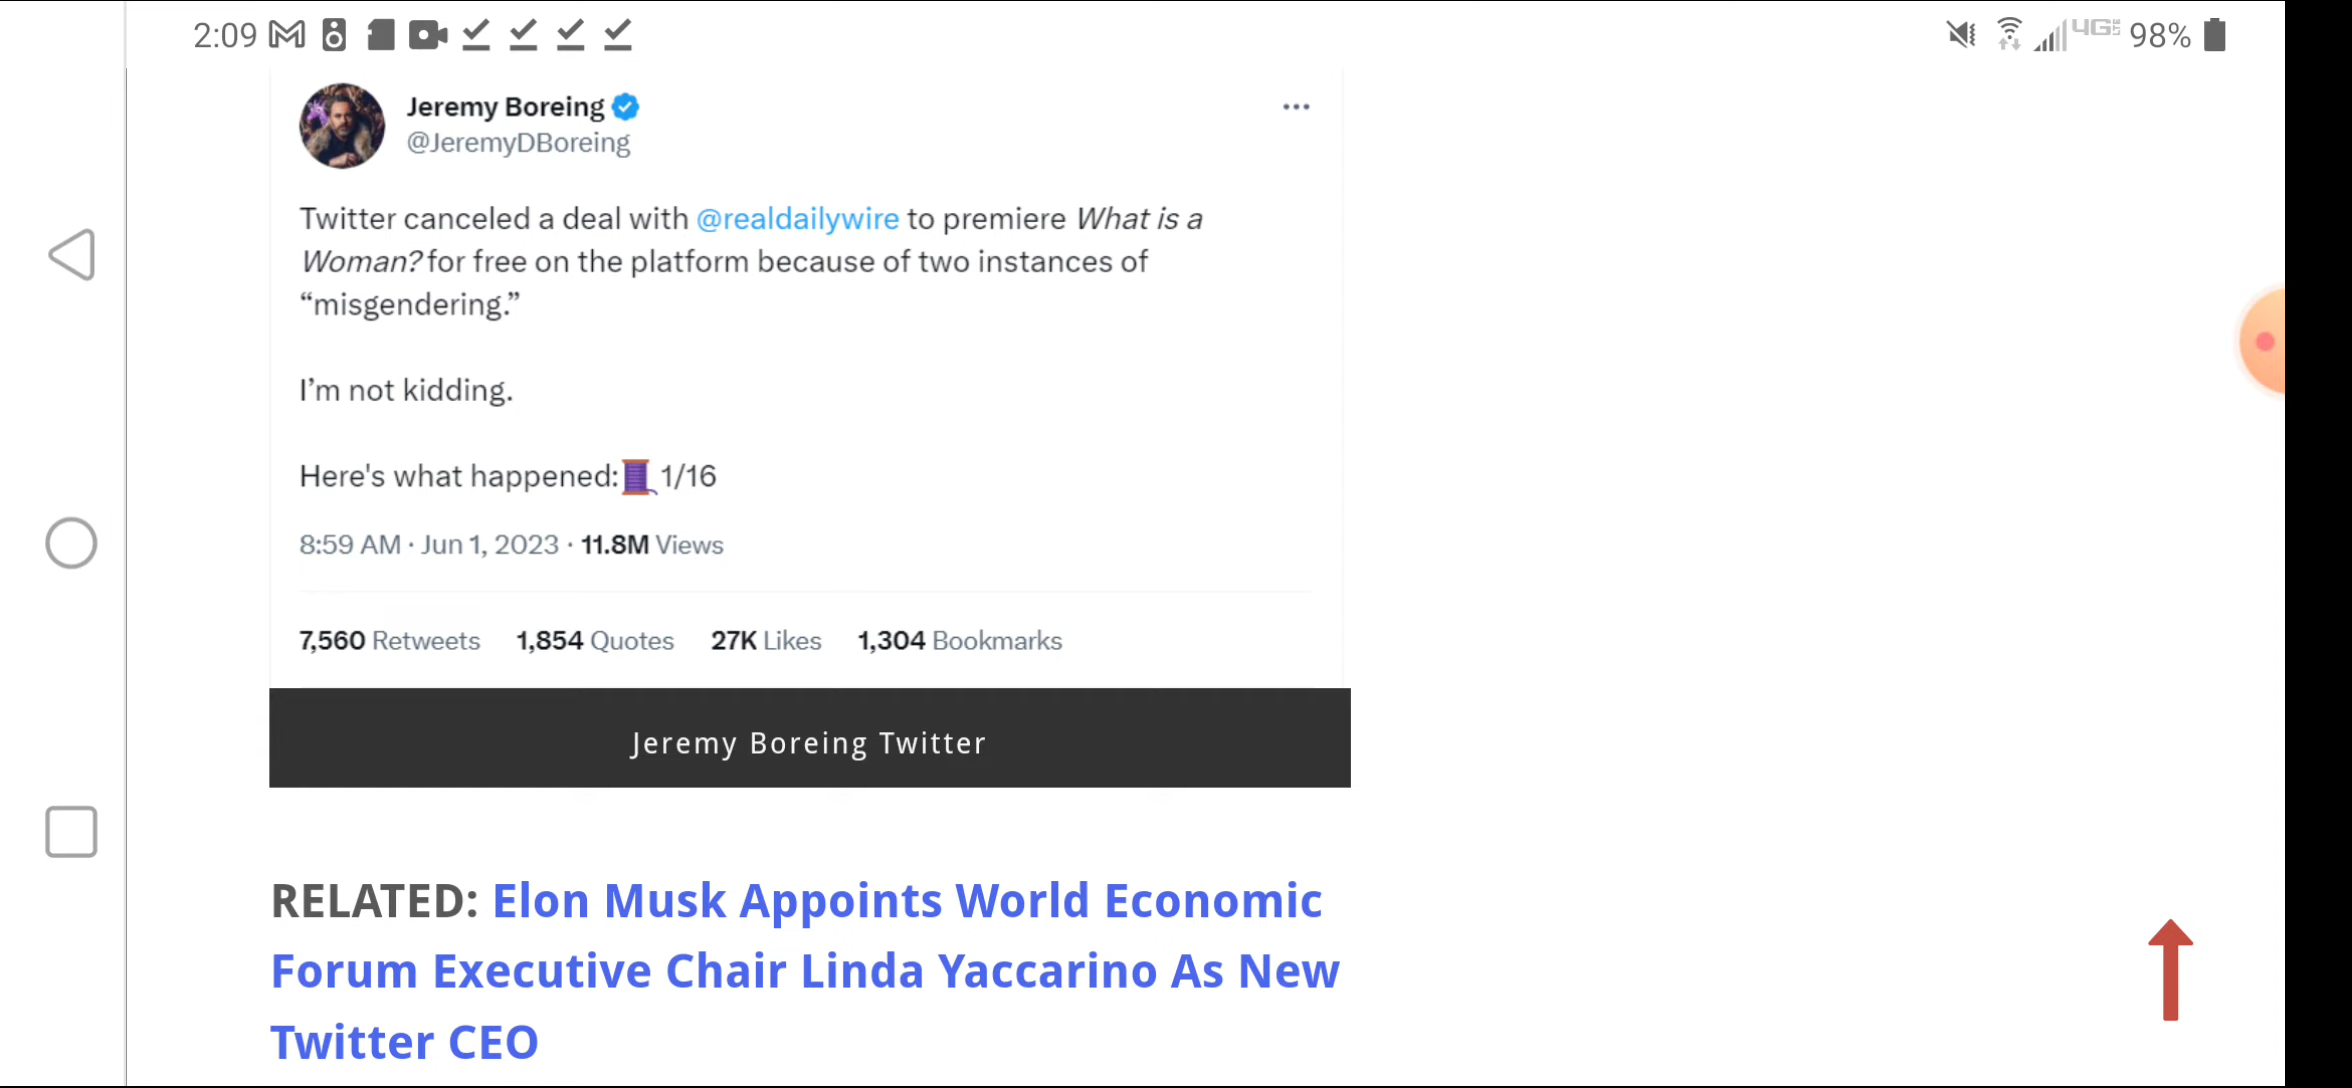 2:09 4GE 98%
Jeremy Boreing
@JeremyDBoreing
Twitter canceled a deal with @realdailywire to premiere What is a
Woman? for free on the platform because of two instances of
“misgendering.”
I’m not kidding.
Here's what happened: 1/16
8:59 AM · Jun 1, 2023 · 11.8M Views
7,560 Retweets 1,854 Quotes 27K Likes 1,304 Bookmarks
Jeremy Boreing Twitter
RELATED: Elon Musk Appoints World Economic
Forum Executive Chair Linda Yaccarino As New
Twitter CEO